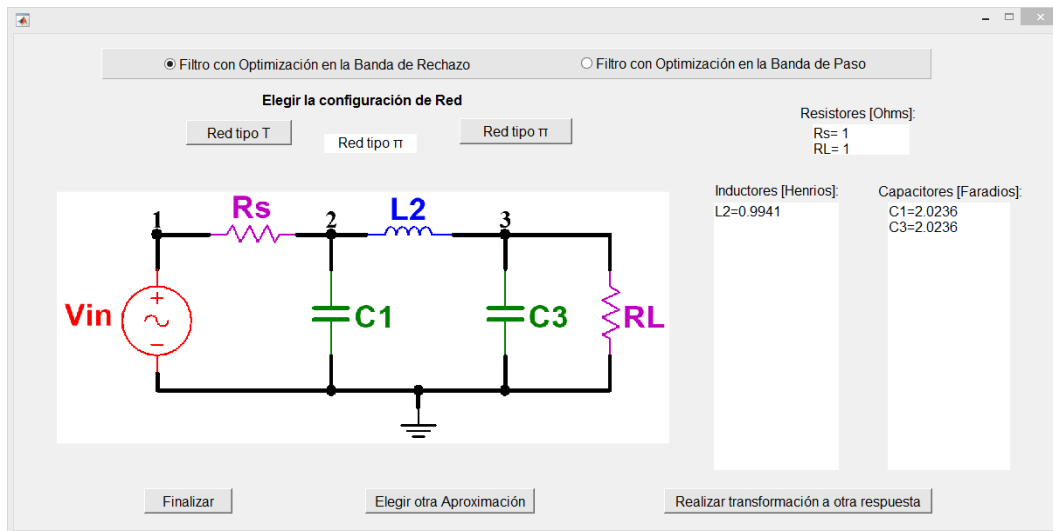 Filtro con Optimización en la Banda de Rechazo
Filtro con Optimización en la Banda de Paso
Elegir la configuración de Red
Red tipo T
Red tipo π
Red tipo π
Resistores [Ohms]:
Rs= 1
RL= 1
Inductores [Henrios]:
L2=0.9941
Capacitores [Faradios]:
C1=2.0236
C3=2.0236
1
Rs
2
L2
3
Vin
+
−
C1
C3
RL
Finalizar
Elegir otra Aproximación
Realizar transformación a otra respuesta